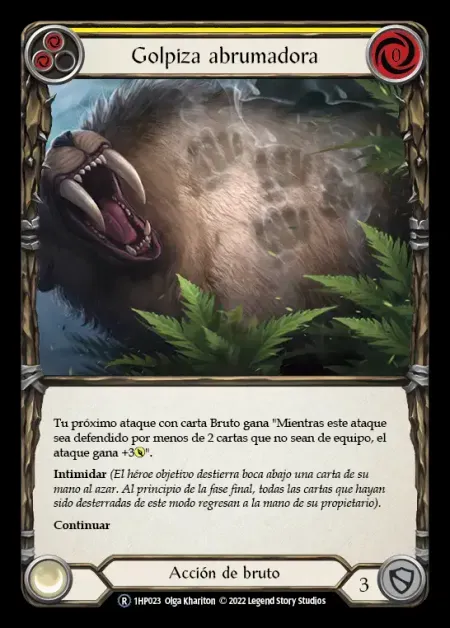 Golpiza abrumadora
0
Tu próximo ataque con carta Bruto gana "Mientras este ataque
sea defendido por menos de 2 cartas que no sean de equipo, el
ataque gana +3".
Intimidar (El héroe objetivo destierra boca abajo una carta de su
mano al azar. Al principio de la fase final, todas las cartas que hayan
sido desterradas de este modo regresan a la mano de su propietario).
Continuar
Acción de bruto
3
R 1HP023 Olga Khariton © 2022 Legend Story Studios